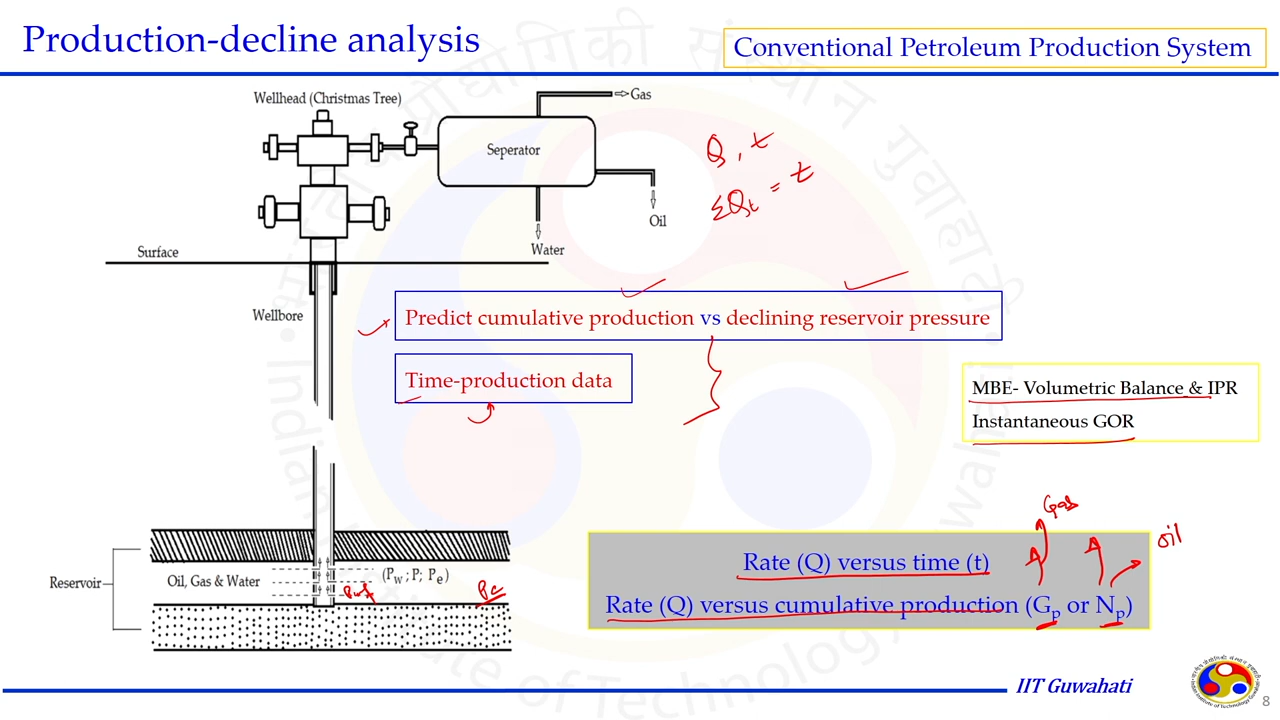 Production-decline analysis
Conventional Petroleum Production System
Wellhead (Christmas Tree)
Gas
Seperator
Q, t
ΣQt = t
Oil
Water
Surface
Wellbore
Predict cumulative production vs declining reservoir pressure
Time-production data
MBE- Volumetric Balance & IPR
Instantaneous GOR
Gas
Oil
Rate (Q) versus time (t)
Rate (Q) versus cumulative production (Gp or Np)
Reservoir
Oil, Gas & Water
(Pw ; P; Pe)
Pwf
Pe
IIT Guwahati
8